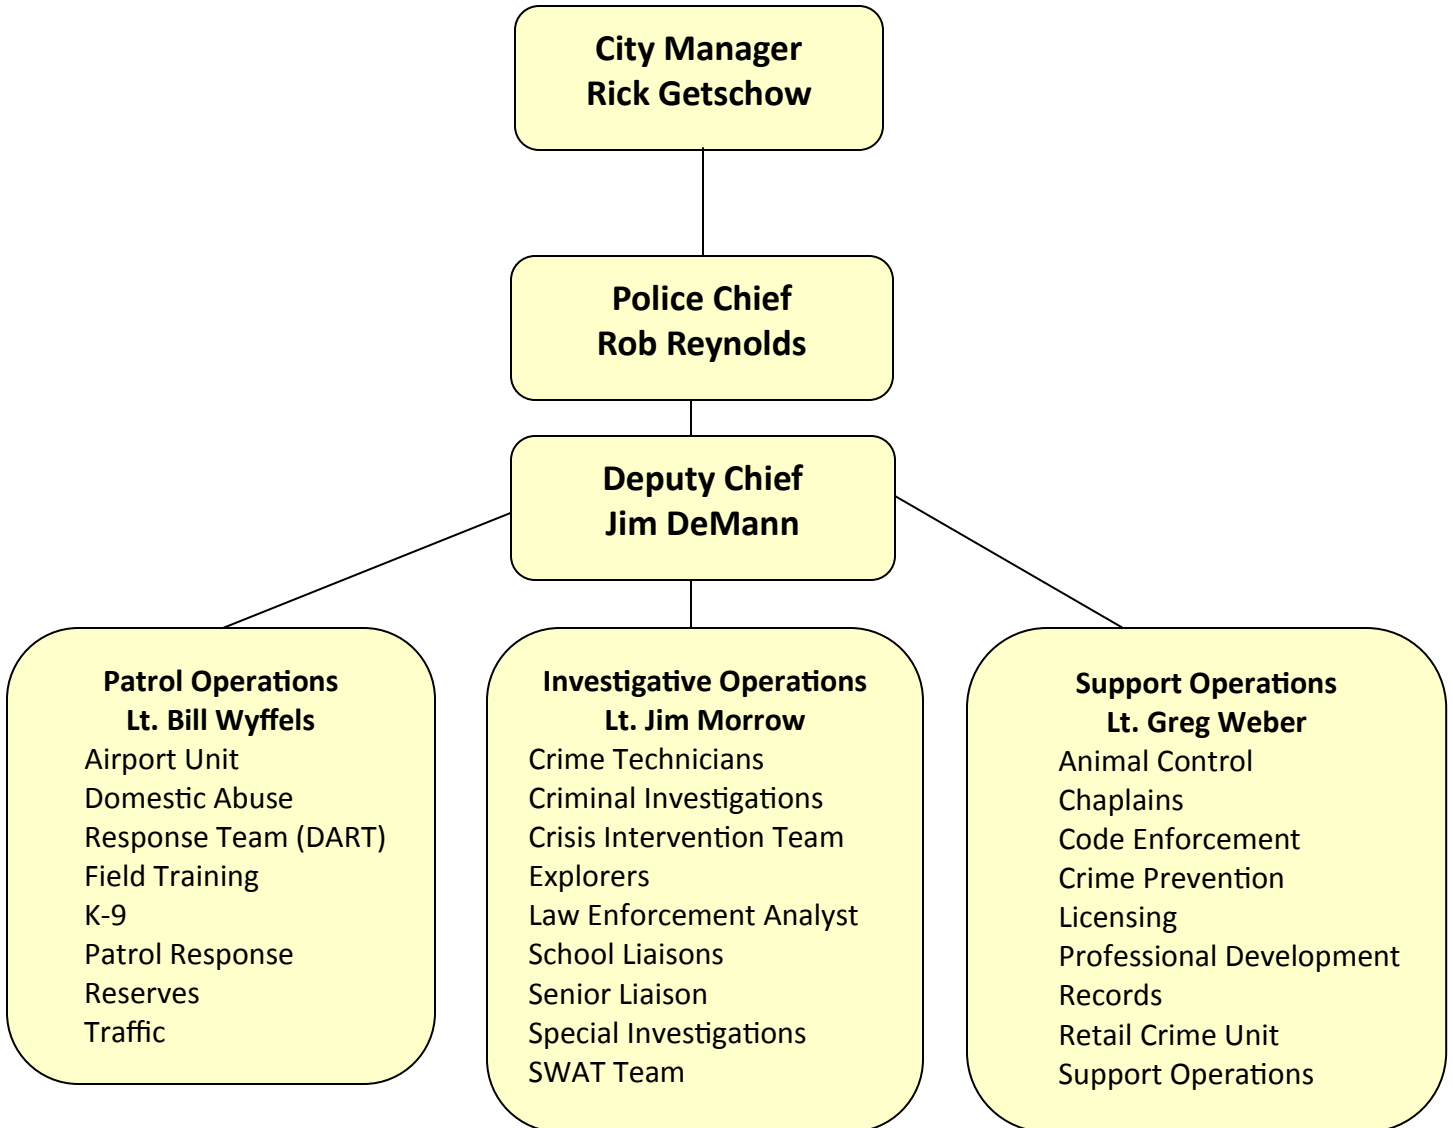 City Manager
Rick Getschow
Police Chief
Rob Reynolds
Deputy Chief
Jim DeMann
Patrol Operations
Lt. Bill Wyffels
Airport Unit
Domestic Abuse
Response Team (DART)
Field Training
K-9
Patrol Response
Reserves
Traffic
Investigative Operations
Lt. Jim Morrow
Crime Technicians
Criminal Investigations
Crisis Intervention Team
Explorers
Law Enforcement Analyst
School Liaisons
Senior Liaison
Special Investigations
SWAT Team
Support Operations
Lt. Greg Weber
Animal Control
Chaplains
Code Enforcement
Crime Prevention
Licensing
Professional Development
Records
Retail Crime Unit
Support Operations